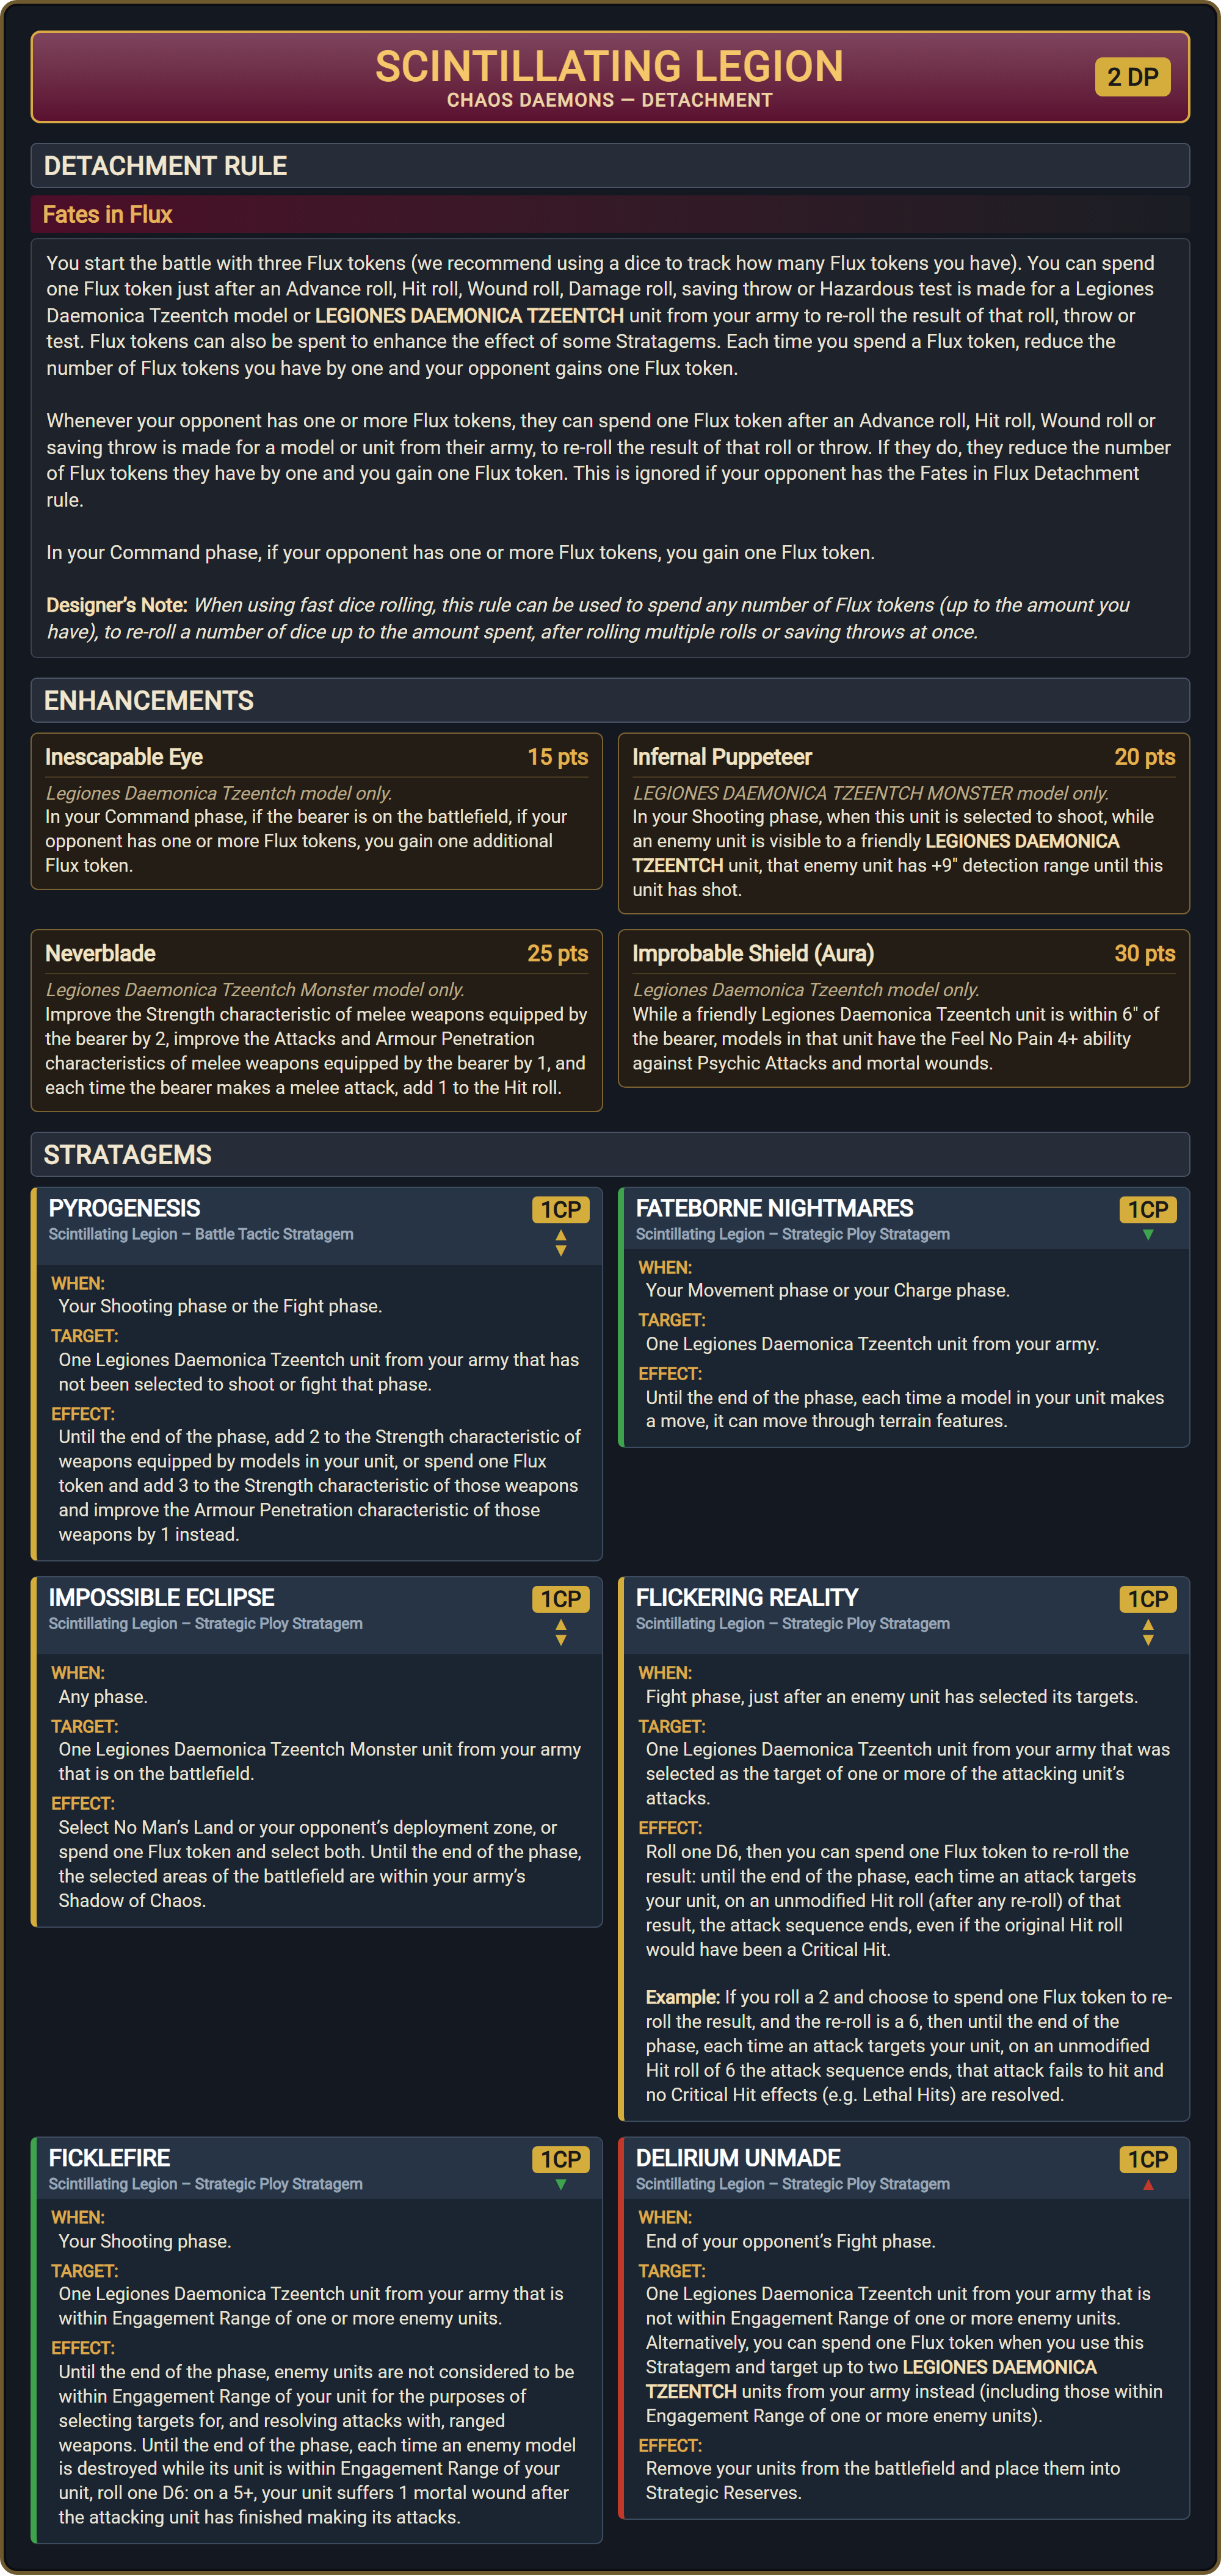 SCINTILLATING LEGION
CHAOS DAEMONS — DETACHMENT
2 DP
DETACHMENT RULE
Fates in Flux
You start the battle with three Flux tokens (we recommend using a dice to track how many Flux tokens you have). You can spend
one Flux token just after an Advance roll, Hit roll, Wound roll, Damage roll, saving throw or Hazardous test is made for a Legiones
Daemonica Tzeentch model or LEGIONES DAEMONICA TZEENTCH unit from your army to re-roll the result of that roll, throw or
test. Flux tokens can also be spent to enhance the effect of some Stratagems. Each time you spend a Flux token, reduce the
number of Flux tokens you have by one and your opponent gains one Flux token.
Whenever your opponent has one or more Flux tokens, they can spend one Flux token after an Advance roll, Hit roll, Wound roll or
saving throw is made for a model or unit from their army, to re-roll the result of that roll or throw. If they do, they reduce the number
of Flux tokens they have by one and you gain one Flux token. This is ignored if your opponent has the Fates in Flux Detachment
rule.
In your Command phase, if your opponent has one or more Flux tokens, you gain one Flux token.
Designer's Note: When using fast dice rolling, this rule can be used to spend any number of Flux tokens (up to the amount you
have), to re-roll a number of dice up to the amount spent, after rolling multiple rolls or saving throws at once.
ENHANCEMENTS
Inescapable Eye 15 pts
Legiones Daemonica Tzeentch model only.
In your Command phase, if the bearer is on the battlefield, if your
opponent has one or more Flux tokens, you gain one additional
Flux token.
Infernal Puppeteer 20 pts
LEGIONES DAEMONICA TZEENTCH MONSTER model only.
In your Shooting phase, when this unit is selected to shoot, while
an enemy unit is visible to a friendly LEGIONES DAEMONICA
TZEENTCH unit, that enemy unit has +9" detection range until this
unit has shot.
Neverblade 25 pts
Legiones Daemonica Tzeentch Monster model only.
Improve the Strength characteristic of melee weapons equipped by
the bearer by 2, improve the Attacks and Armour Penetration
characteristics of melee weapons equipped by the bearer by 1, and
each time the bearer makes a melee attack, add 1 to the Hit roll.
Improbable Shield (Aura) 30 pts
Legiones Daemonica Tzeentch model only.
While a friendly Legiones Daemonica Tzeentch unit is within 6" of
the bearer, models in that unit have the Feel No Pain 4+ ability
against Psychic Attacks and mortal wounds.
STRATAGEMS
PYROGENESIS 1CP
Scintillating Legion – Battle Tactic Stratagem
▲
▼
WHEN:
Your Shooting phase or the Fight phase.
TARGET:
One Legiones Daemonica Tzeentch unit from your army that has
not been selected to shoot or fight that phase.
EFFECT:
Until the end of the phase, add 2 to the Strength characteristic of
weapons equipped by models in your unit, or spend one Flux
token and add 3 to the Strength characteristic of those weapons
and improve the Armour Penetration characteristic of those
weapons by 1 instead.
FATEBORNE NIGHTMARES 1CP
Scintillating Legion – Strategic Ploy Stratagem
▼
WHEN:
Your Movement phase or your Charge phase.
TARGET:
One Legiones Daemonica Tzeentch unit from your army.
EFFECT:
Until the end of the phase, each time a model in your unit makes
a move, it can move through terrain features.
IMPOSSIBLE ECLIPSE 1CP
Scintillating Legion – Strategic Ploy Stratagem
▲
▼
WHEN:
Any phase.
TARGET:
One Legiones Daemonica Tzeentch Monster unit from your army
that is on the battlefield.
EFFECT:
Select No Man's Land or your opponent's deployment zone, or
spend one Flux token and select both. Until the end of the phase,
the selected areas of the battlefield are within your army's
Shadow of Chaos.
FLICKERING REALITY 1CP
Scintillating Legion – Strategic Ploy Stratagem
▲
▼
WHEN:
Fight phase, just after an enemy unit has selected its targets.
TARGET:
One Legiones Daemonica Tzeentch unit from your army that was
selected as the target of one or more of the attacking unit's
attacks.
EFFECT:
Roll one D6, then you can spend one Flux token to re-roll the
result: until the end of the phase, each time an attack targets
your unit, on an unmodified Hit roll (after any re-roll) of that
result, the attack sequence ends, even if the original Hit roll
would have been a Critical Hit.
Example: If you roll a 2 and choose to spend one Flux token to re-
roll the result, and the re-roll is a 6, then until the end of the
phase, each time an attack targets your unit, on an unmodified
Hit roll of 6 the attack sequence ends, that attack fails to hit and
no Critical Hit effects (e.g. Lethal Hits) are resolved.
FICKLEFIRE 1CP
Scintillating Legion – Strategic Ploy Stratagem
▼
WHEN:
Your Shooting phase.
TARGET:
One Legiones Daemonica Tzeentch unit from your army that is
within Engagement Range of one or more enemy units.
EFFECT:
Until the end of the phase, enemy units are not considered to be
within Engagement Range of your unit for the purposes of
selecting targets for, and resolving attacks with, ranged
weapons. Until the end of the phase, each time an enemy model
is destroyed while its unit is within Engagement Range of your
unit, roll one D6: on a 5+, your unit suffers 1 mortal wound after
the attacking unit has finished making its attacks.
DELIRIUM UNMADE 1CP
Scintillating Legion – Strategic Ploy Stratagem
▲
WHEN:
End of your opponent's Fight phase.
TARGET:
One Legiones Daemonica Tzeentch unit from your army that is
not within Engagement Range of one or more enemy units.
Alternatively, you can spend one Flux token when you use this
Stratagem and target up to two LEGIONES DAEMONICA
TZEENTCH units from your army instead (including those within
Engagement Range of one or more enemy units).
EFFECT:
Remove your units from the battlefield and place them into
Strategic Reserves.